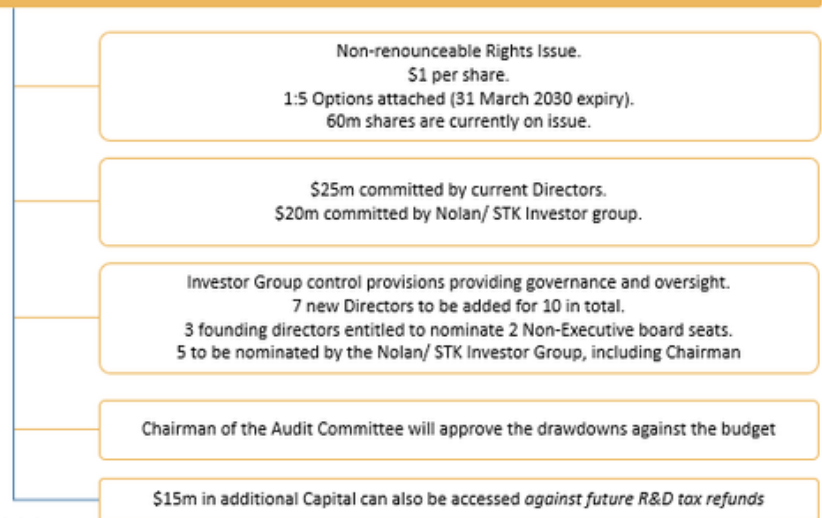 Non-renounceable Rights Issue.
$1 per share.
1:5 Options attached (31 March 2030 expiry).
60m shares are currently on issue.
$25m committed by current Directors.
$20m committed by Nolan/ STK Investor group.
Investor Group control provisions providing governance and oversight.
7 new Directors to be added for 10 in total.
3 founding directors entitled to nominate 2 Non-Executive board seats.
5 to be nominated by the Nolan/ STK Investor Group, including Chairman
Chairman of the Audit Committee will approve the drawdowns against the budget
$15m in additional Capital can also be accessed against future R&D tax refunds